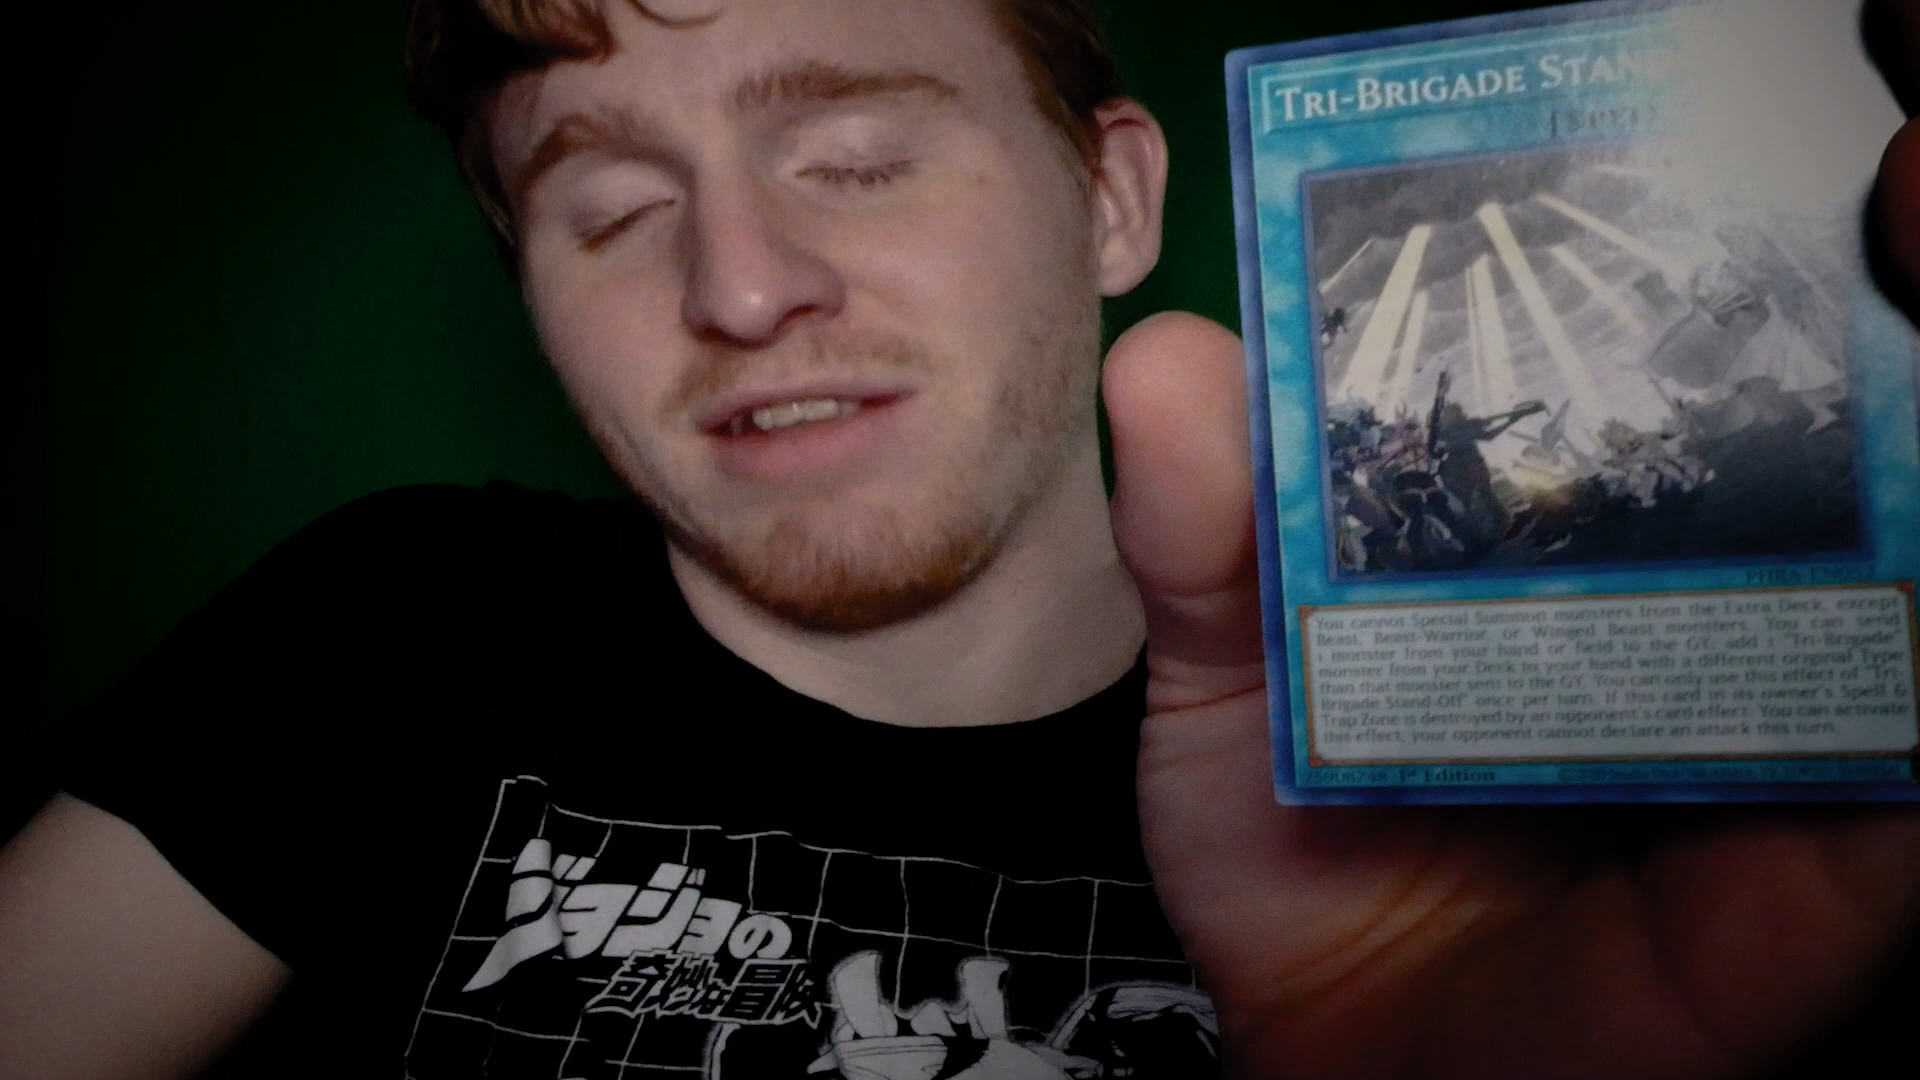 TRI-BRIGADE STAND
[SPELL
PHRA-EN052
You cannot Special Summon monsters from the Extra Deck, except
Beast, Beast-Warrior, or Winged Beast monsters. You can send
1 monster from your hand or field to the GY, add 1 "Tri-Brigade"
monster from your Deck to your hand with a different original Type
than that monster sent to the GY. You can only use this effect of "Tri-
Brigade Stand-Off" once per turn. If this card in its owner's Spell &
Trap Zone is destroyed by an opponent's card effect: You can activate
this effect; your opponent cannot declare an attack this turn.
25908748 1st Edition
ジョジョの
奇妙な冒険